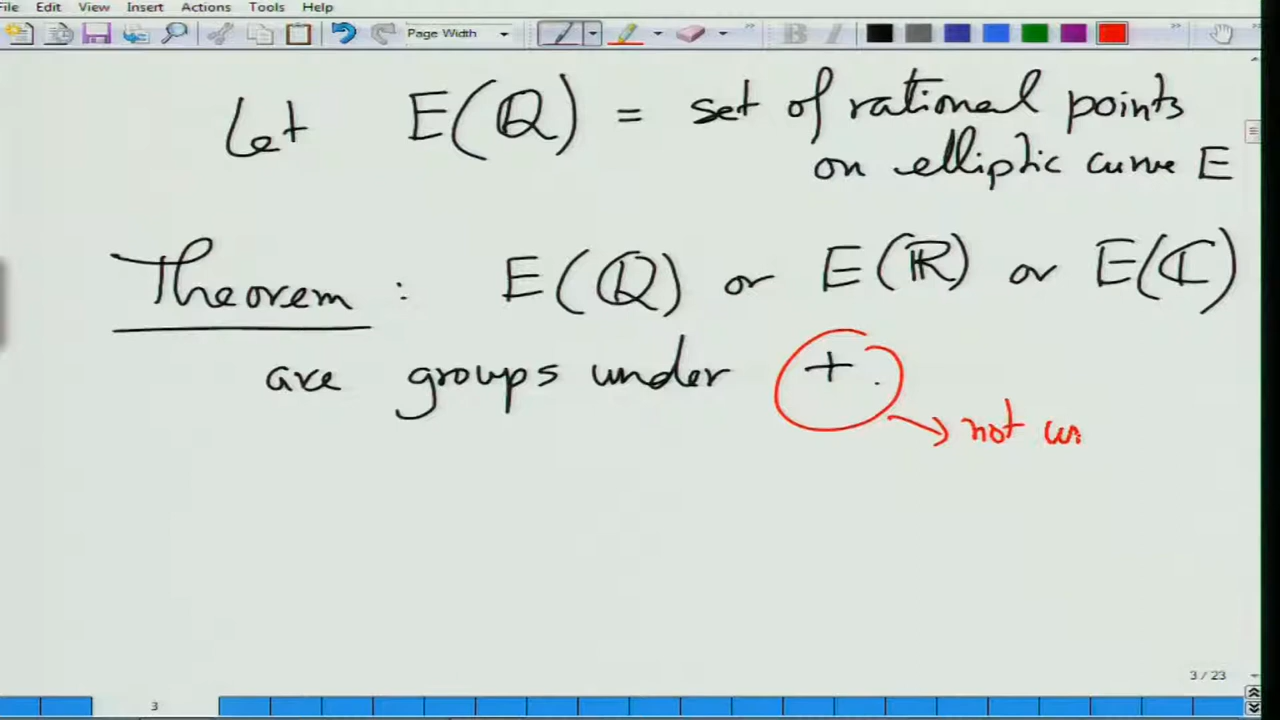 File Edit View Insert Actions Tools Help
Page Width
Let E(ℚ) = set of rational points
on elliptic curve E
Theorem : E(ℚ) or E(ℝ) or E(ℂ)
are groups under +.
not
3 / 23
3